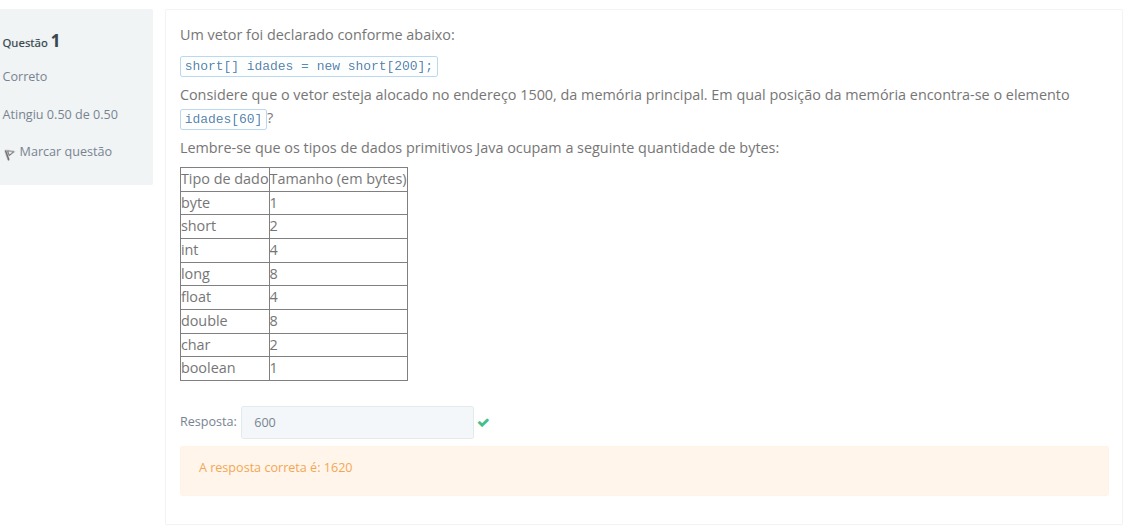 Questão 1
Correto
Atingiu 0.50 de 0.50
Marcar questão
Um vetor foi declarado conforme abaixo:
short[] idades = new short[200];
Considere que o vetor esteja alocado no endereço 1500, da memória principal. Em qual posição da memória encontra-se o elemento
idades[60] ?
Lembre-se que os tipos de dados primitivos Java ocupam a seguinte quantidade de bytes:
Tipo de dado Tamanho (em bytes)
byte 1
short 2
int 4
long 8
float 4
double 8
char 2
boolean 1
Resposta: 600
A resposta correta é: 1620